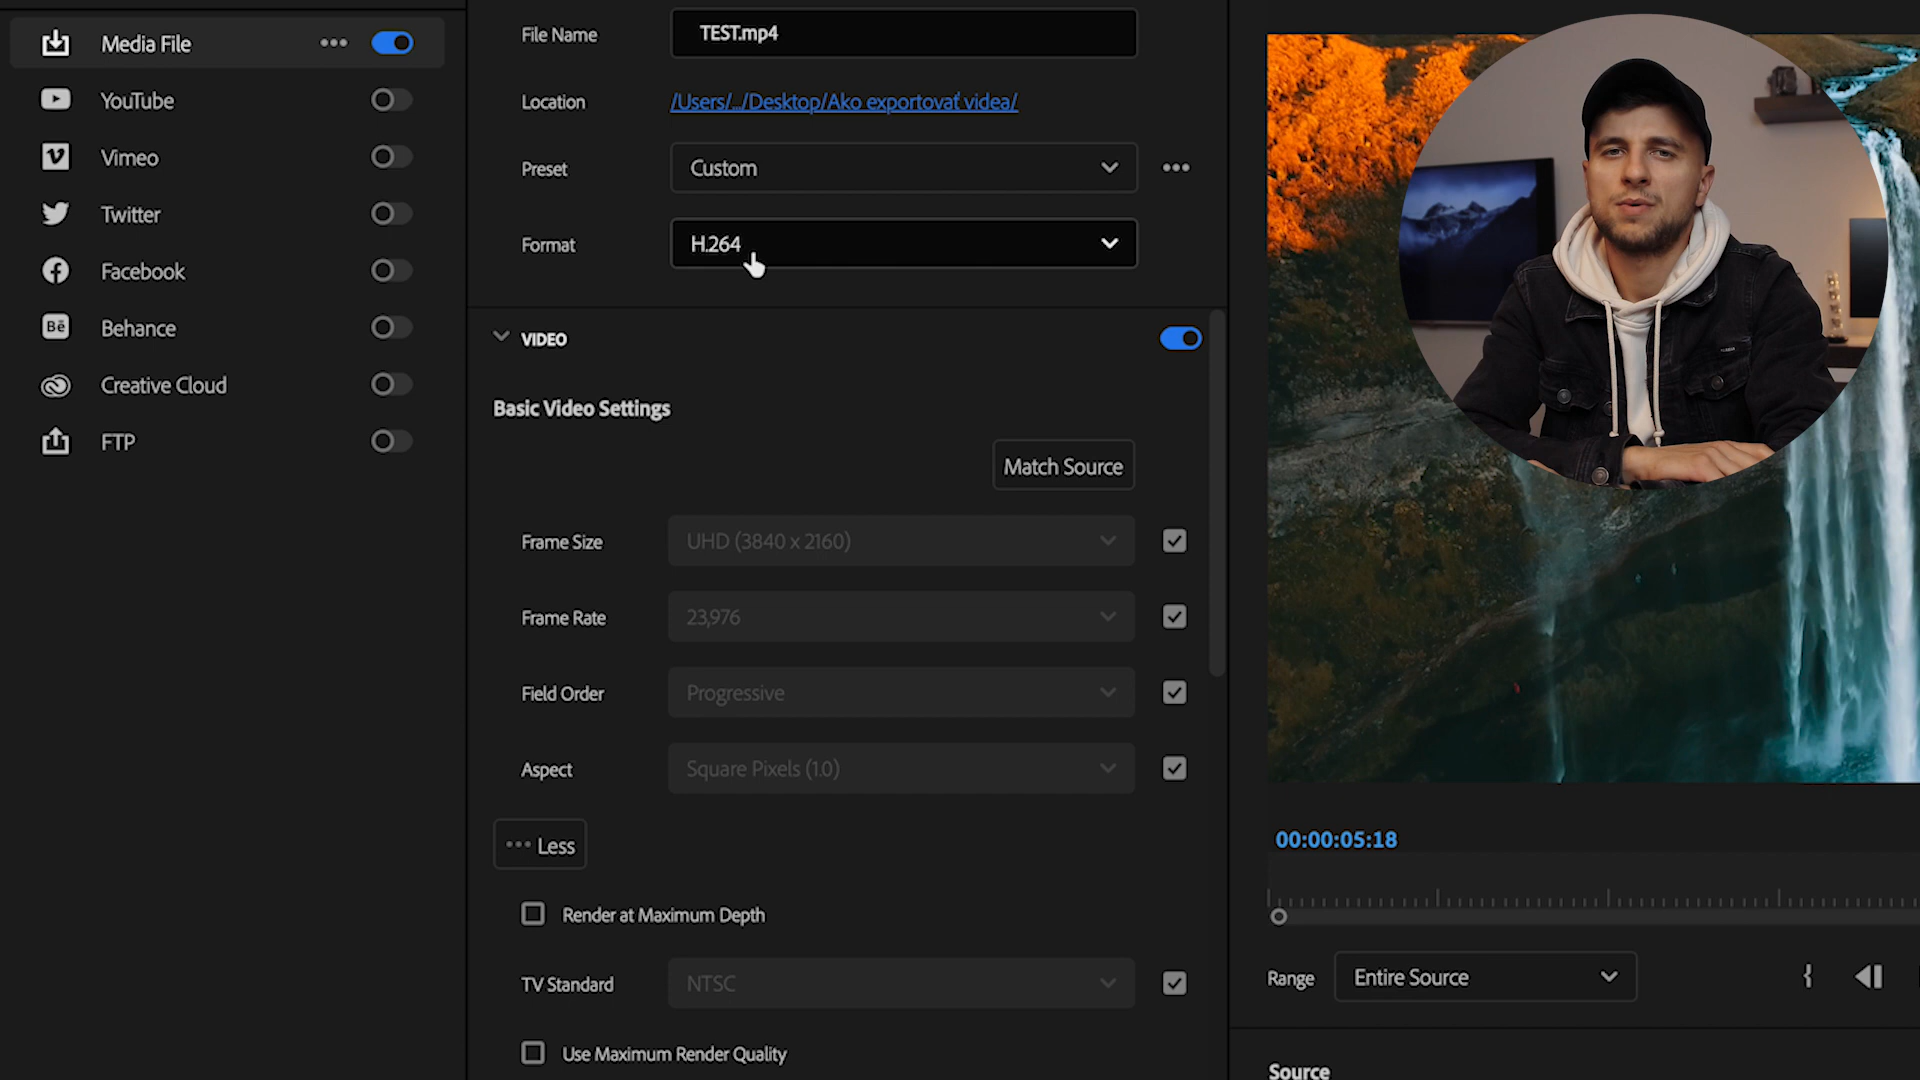 Media File
YouTube
Vimeo
Twitter
Facebook
Bē
Behance
Creative Cloud
FTP
File Name
TEST.mp4
Location
/Users/.../Desktop/Ako exportovať videa/
Preset
Custom
Format
H.264
VIDEO
Basic Video Settings
Match Source
Frame Size
UHD (3840 x 2160)
Frame Rate
23,976
Field Order
Progressive
Aspect
Square Pixels (1.0)
Less
Render at Maximum Depth
TV Standard
NTSC
Use Maximum Render Quality
00:00:05:18
Range
Entire Source
Source